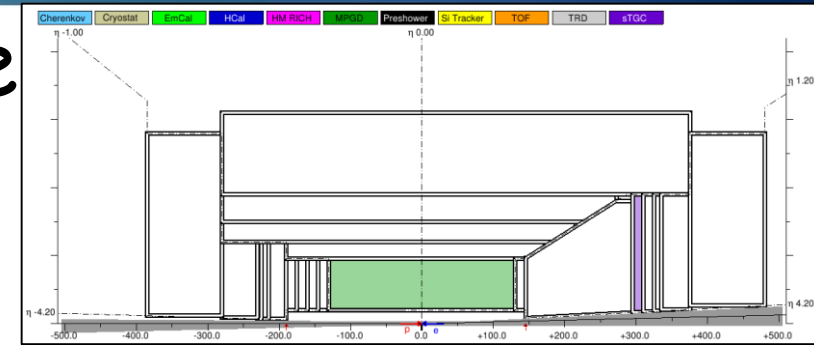 e
Cherenkov Cryostat EmCal HCal HM RICH MPGD Preshower Si Tracker TOF TRD sTGC
η -1.00 η 0.00
η 1.20
η -4.20 η 4.20
p e
-500.0 -400.0 -300.0 -200.0 -100.0 0.0 +100.0 +200.0 +300.0 +400.0 +500.0